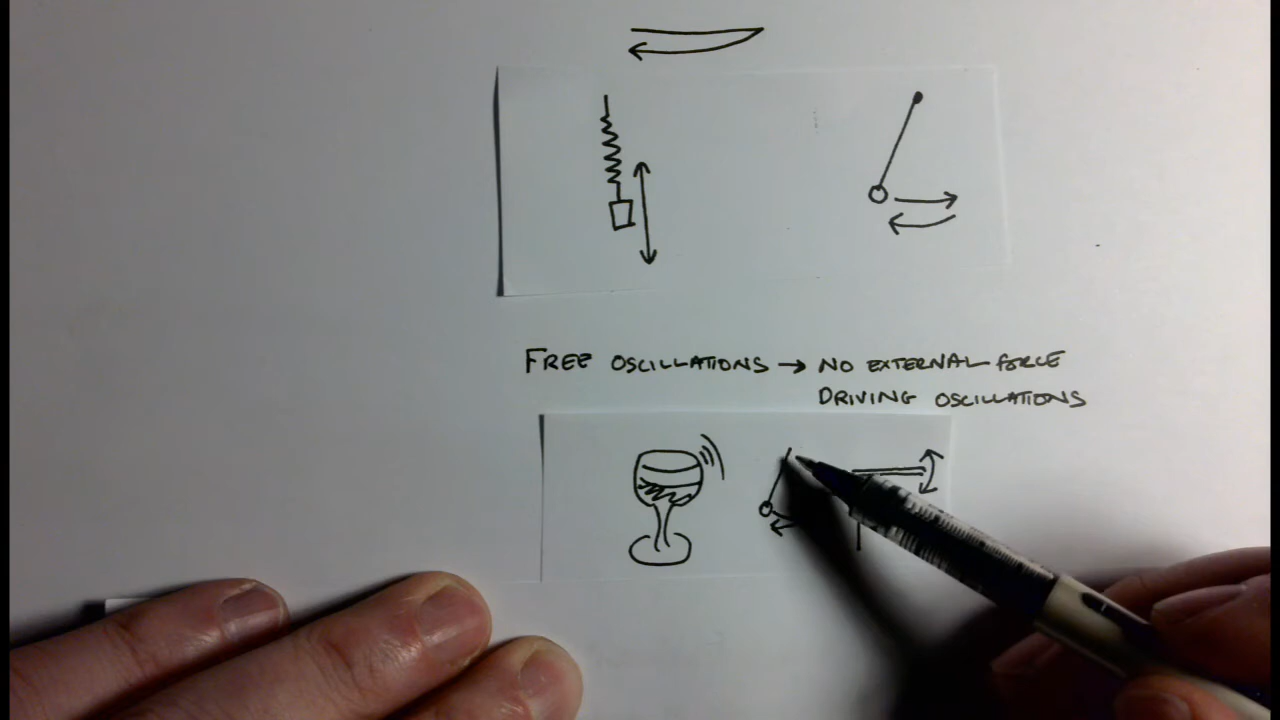 FREE OSCILLATIONS → NO EXTERNAL FORCE
DRIVING OSCILLATIONS